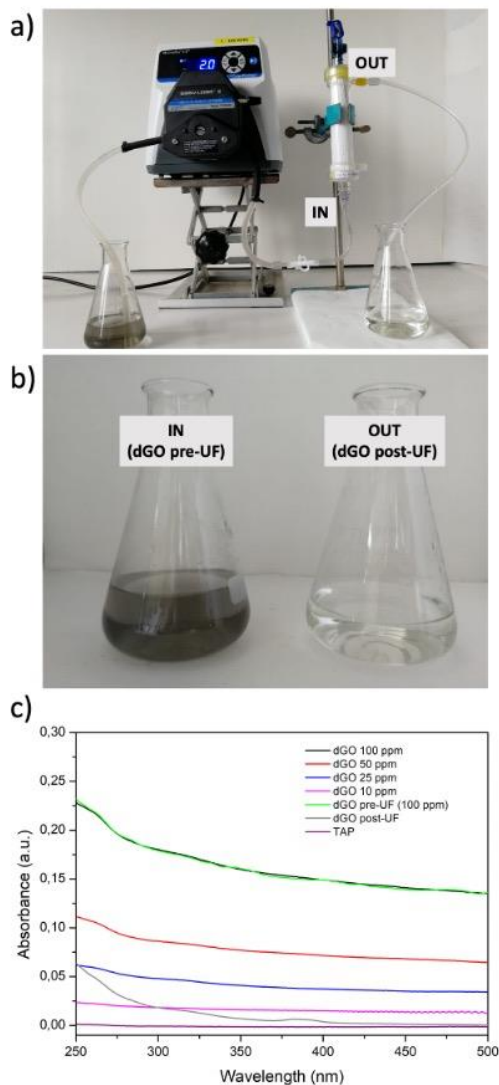 a)
2.0
OUT
IN
b)
IN
(dGO pre-UF)
OUT
(dGO post-UF)
c)
0,30
0,25
0,20
0,15
0,10
0,05
0,00
Absorbance (a.u.)
dGO 100 ppm
dGO 50 ppm
dGO 25 ppm
dGO 10 ppm
dGO pre-UF (100 ppm)
dGO post-UF
TAP
250 300 350 400 450 500
Wavelength (nm)